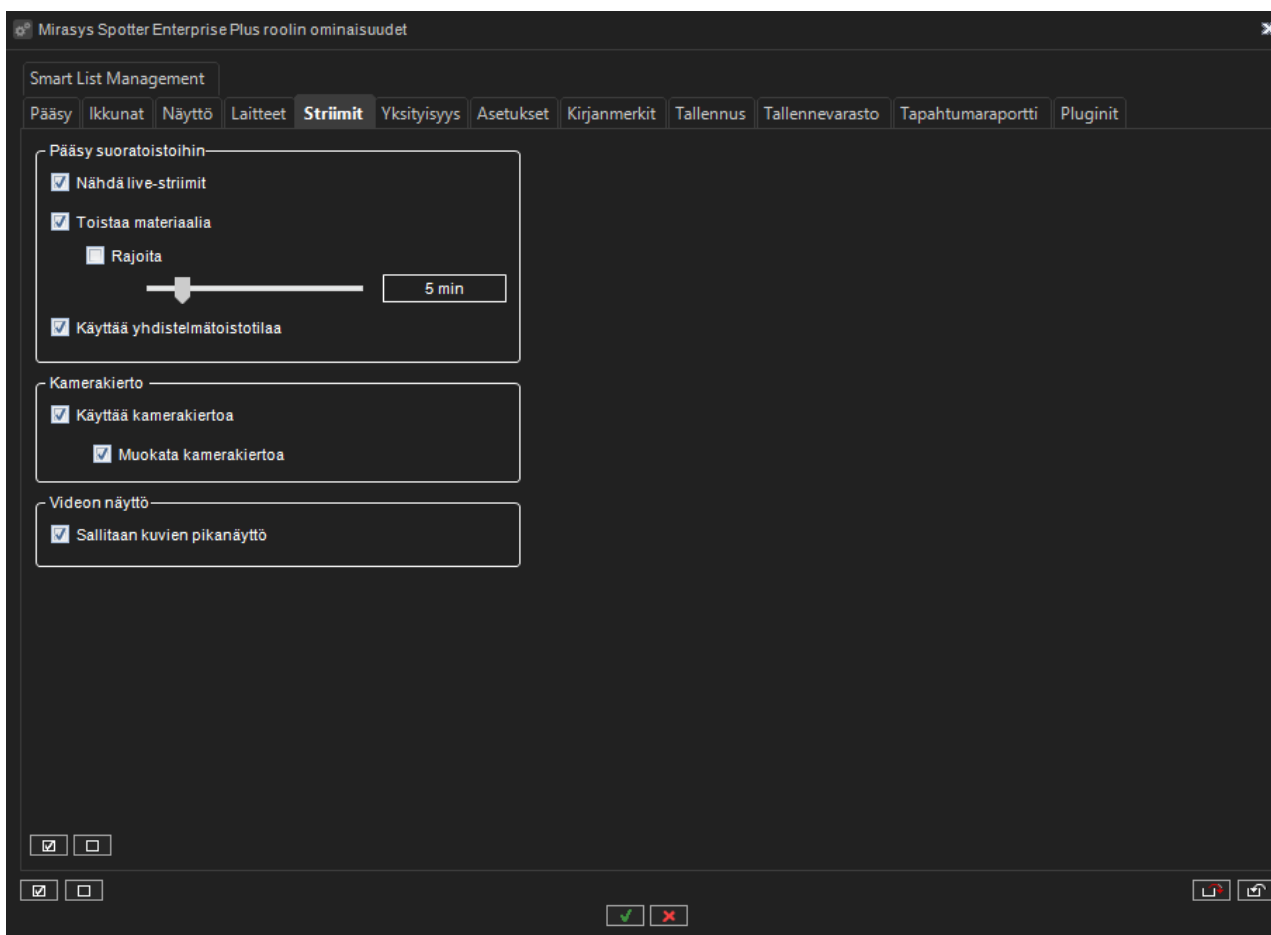 Mirasys Spotter Enterprise Plus roolin ominaisuudet
Smart List Management
Pääsy Ikkunat Näyttö Laitteet Striimit Yksityisyys Asetukset Kirjanmerkit Tallennus Tallennevarasto Tapahtumaraportti Pluginit
Pääsy suoratoistoihin
Nähdä live-striimit
Toistaa materiaalia
Rajoita
5 min
Käyttää yhdistelmätoistotilaa
Kamerakierto
Käyttää kamerakiertoa
Muokata kamerakiertoa
Videon näyttö
Sallitaan kuvien pikanäyttö